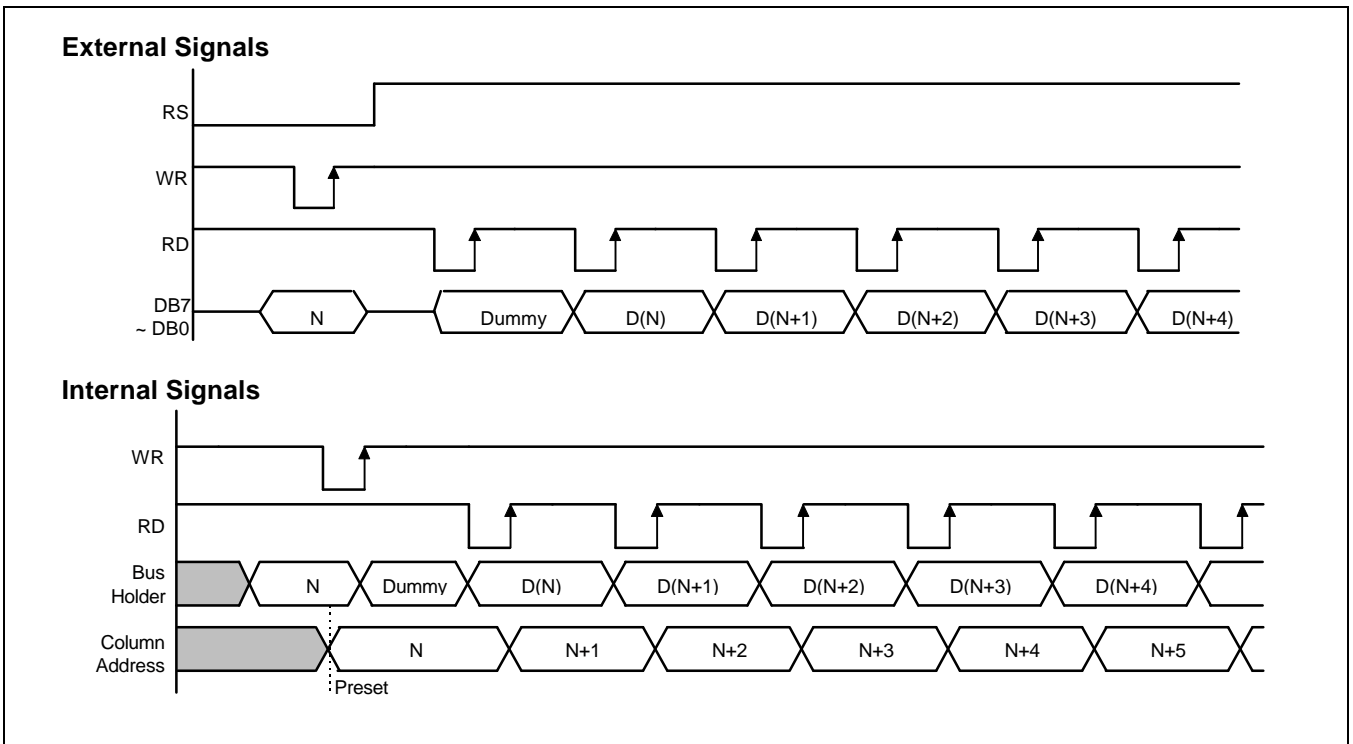 External Signals
RS
WR
RD
DB7
~ DB0
N
Dummy
D(N)
D(N+1)
D(N+2)
D(N+3)
D(N+4)
Internal Signals
WR
RD
Bus
Holder
N
Dummy
D(N)
D(N+1)
D(N+2)
D(N+3)
D(N+4)
Column
Address
N
N+1
N+2
N+3
N+4
N+5
Preset